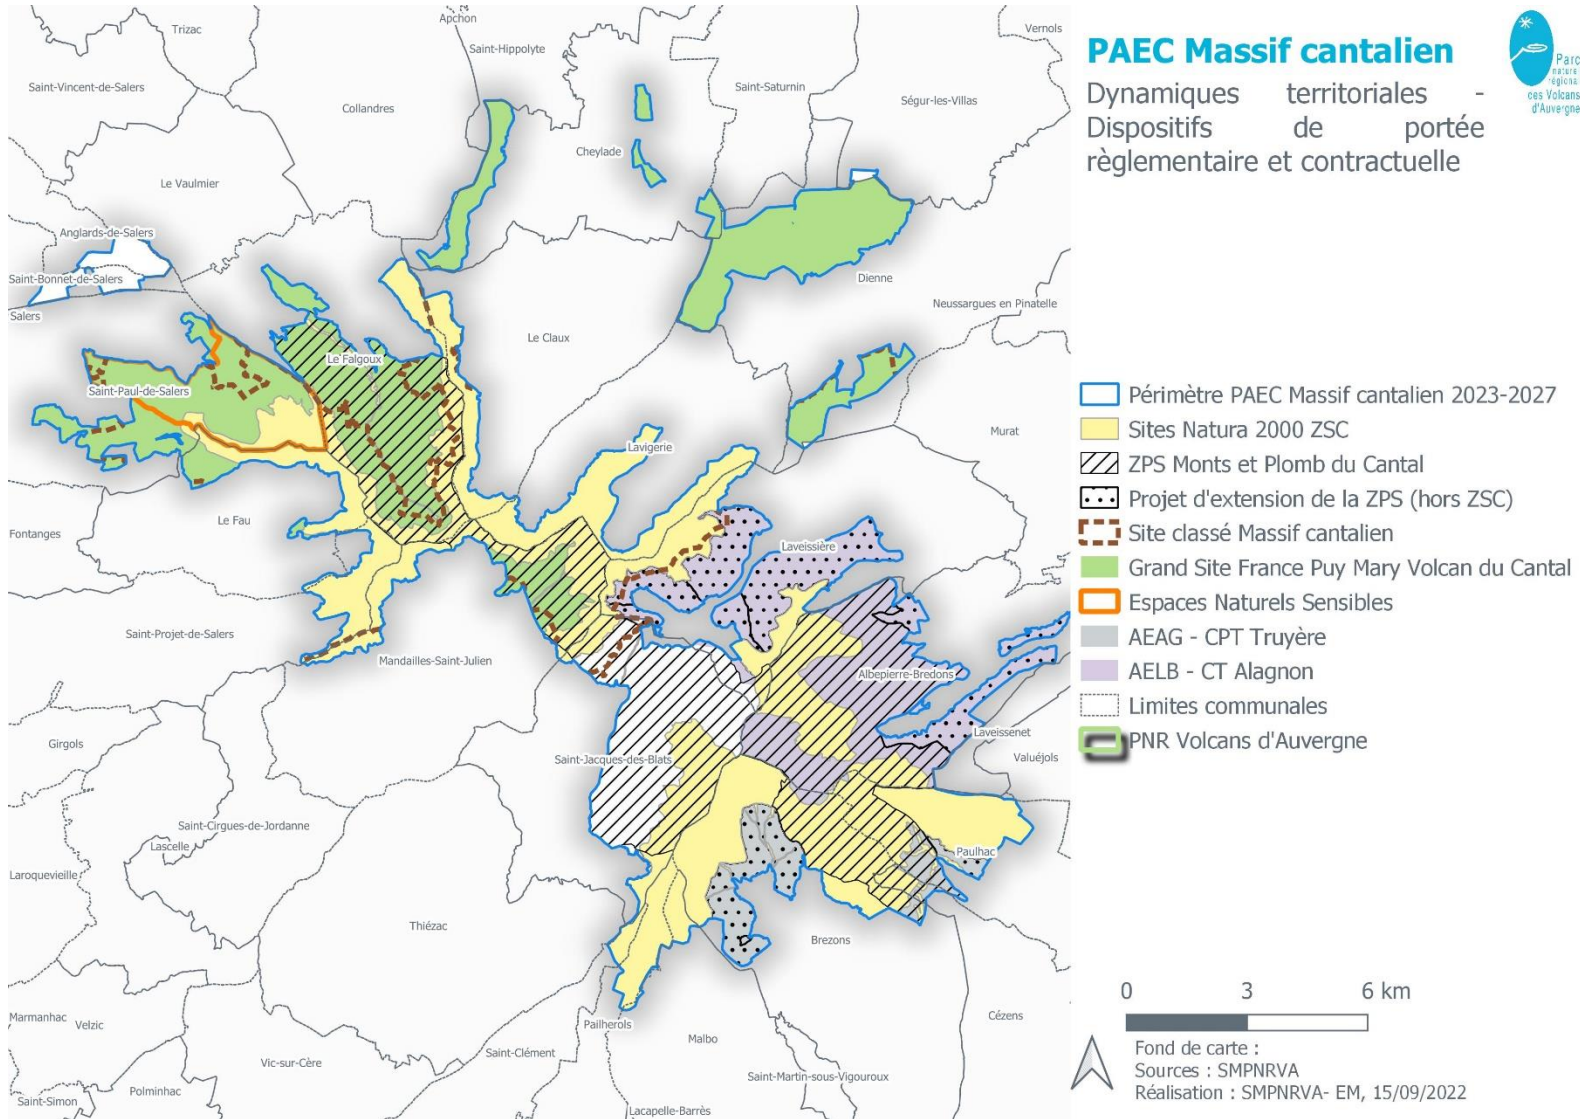 PAEC Massif cantalien
Dynamiques territoriales -
Dispositifs de portée
règlementaire et contractuelle
Parc
naturel
régional
des Volcans
d'Auvergne
Périmètre PAEC Massif cantalien 2023-2027
Sites Natura 2000 ZSC
ZPS Monts et Plomb du Cantal
Projet d'extension de la ZPS (hors ZSC)
Site classé Massif cantalien
Grand Site France Puy Mary Volcan du Cantal
Espaces Naturels Sensibles
AEAG - CPT Truyère
AELB - CT Alagnon
Limites communales
PNR Volcans d'Auvergne
0 3 6 km
Fond de carte :
Sources : SMPNRVA
Réalisation : SMPNRVA- EM, 15/09/2022
Apchon
Trizac
Vernols
Saint-Hippolyte
Saint-Vincent-de-Salers
Saint-Saturnin
Collandres
Ségur-les-Villas
Cheylade
Le Vaulmier
Anglards-de-Salers
Saint-Bonnet-de-Salers
Dienne
Neussargues en Pinatelle
Salers
Le Claux
Le Falgoux
Saint-Paul-de-Salers
Murat
Lavigerie
Le Fau
Fontanges
Laveissière
Saint-Projet-de-Salers
Mandailles-Saint-Julien
Albepierre-Bredons
Laveissenet
Girgols
Saint-Jacques-des-Blats
Valuéjols
Saint-Cirgues-de-Jordanne
Lascelle
Paulhac
Laroquevieille
Thiézac
Brezons
Marmanhac
Velzic
Pailherols
Cézens
Malbo
Saint-Clément
Vic-sur-Cère
Saint-Martin-sous-Vigouroux
Polminhac
Saint-Simon
Lacapelle-Barrès